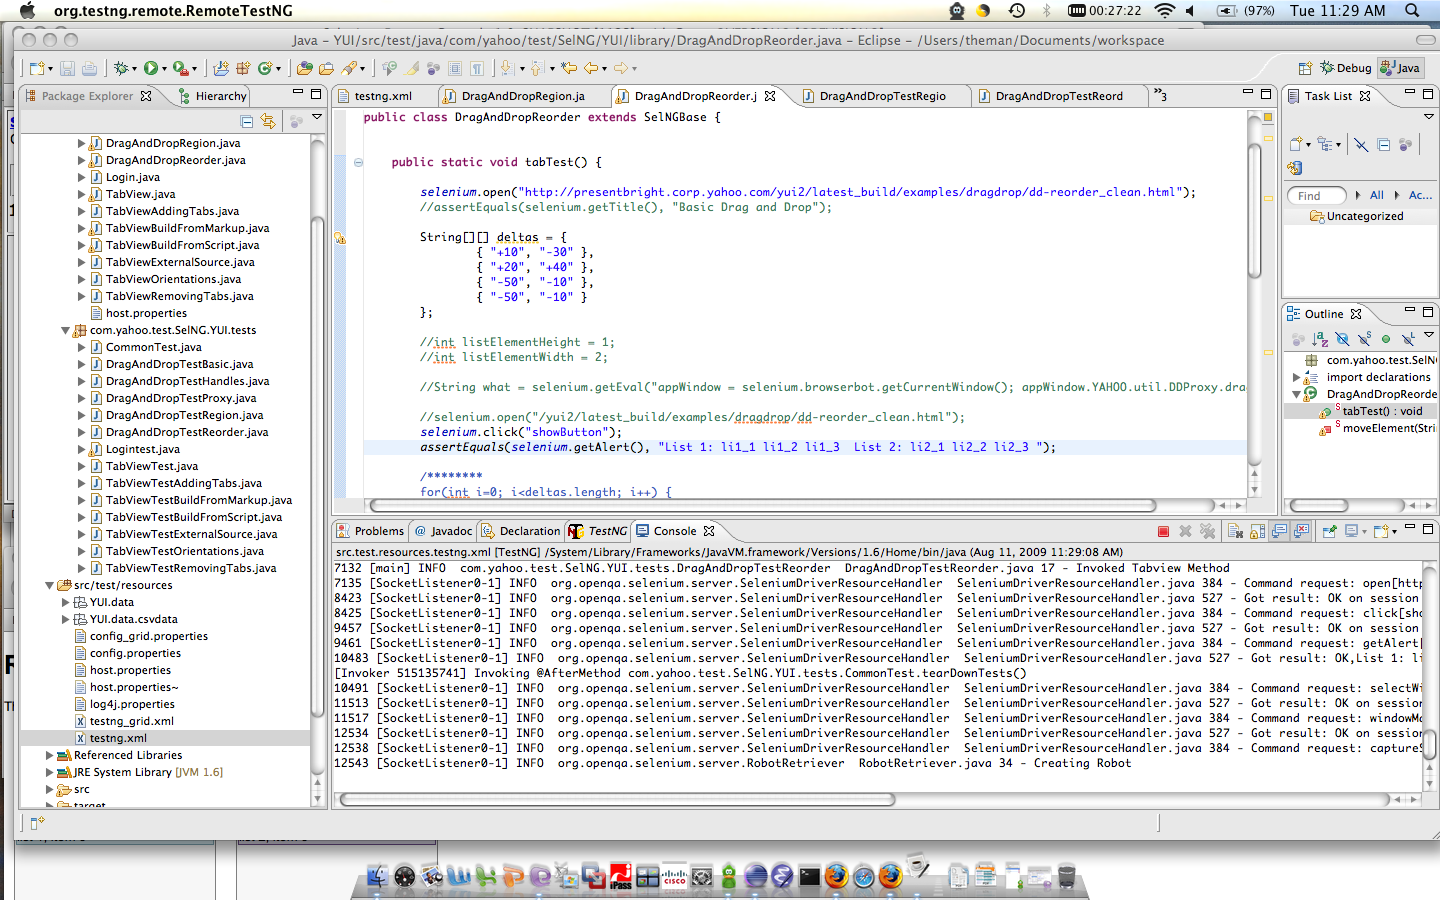 org.testng.remote.RemoteTestNG
00:27:22
(97%)
Tue 11:29 AM
Java – YUI/src/test/java/com/yahoo/test/SelNG/YUI/library/DragAndDropReorder.java – Eclipse – /Users/theman/Documents/workspace
Debug
Java
Package Explorer
Hierarchy
DragAndDropRegion.java
DragAndDropReorder.java
Login.java
TabView.java
TabViewAddingTabs.java
TabViewBuildFromMarkup.java
TabViewBuildFromScript.java
TabViewExternalSource.java
TabViewOrientations.java
TabViewRemovingTabs.java
host.properties
com.yahoo.test.SelNG.YUI.tests
CommonTest.java
DragAndDropTestBasic.java
DragAndDropTestHandles.java
DragAndDropTestProxy.java
DragAndDropTestRegion.java
DragAndDropTestReorder.java
Logintest.java
TabViewTest.java
TabViewTestAddingTabs.java
TabViewTestBuildFromMarkup.java
TabViewTestBuildFromScript.java
TabViewTestExternalSource.java
TabViewTestOrientations.java
TabViewTestRemovingTabs.java
src/test/resources
YUI.data
YUI.data.csvdata
config_grid.properties
config.properties
host.properties
host.properties~
log4j.properties
testng_grid.xml
testng.xml
Referenced Libraries
JRE System Library [JVM 1.6]
src
target
testng.xml
DragAndDropRegion.ja
DragAndDropReorder.j
DragAndDropTestRegio
DragAndDropTestReord
»3
public class DragAndDropReorder extends SelNGBase {
public static void tabTest() {
selenium.open("http://presentbright.corp.yahoo.com/yui2/latest_build/examples/dragdrop/dd-reorder_clean.html");
//assertEquals(selenium.getTitle(), "Basic Drag and Drop");
String[][] deltas = {
{ "+10", "-30" },
{ "+20", "+40" },
{ "-50", "-10" },
{ "-50", "-10" }
};
//int listElementHeight = 1;
//int listElementWidth = 2;
//String what = selenium.getEval("appWindow = selenium.browserbot.getCurrentWindow(); appWindow.YAHOO.util.DDProxy.dra
//selenium.open("/yui2/latest_build/examples/dragdrop/dd-reorder_clean.html");
selenium.click("showButton");
assertEquals(selenium.getAlert(), "List 1: li1_1 li1_2 li1_3  List 2: li2_1 li2_2 li2_3 ");
/********
for(int i=0; i<deltas.length; i++) {
Task List
Find
All
Ac...
Uncategorized
Outline
com.yahoo.test.SelNG
import declarations
DragAndDropReorde
tabTest() : void
moveElement(Stri
Problems
Javadoc
Declaration
TestNG
Console
src.test.resources.testng.xml [TestNG] /System/Library/Frameworks/JavaVM.framework/Versions/1.6/Home/bin/java (Aug 11, 2009 11:29:08 AM)
7132 [main] INFO  com.yahoo.test.SelNG.YUI.tests.DragAndDropTestReorder  DragAndDropTestReorder.java 17 - Invoked Tabview Method
7135 [SocketListener0-1] INFO  org.openqa.selenium.server.SeleniumDriverResourceHandler  SeleniumDriverResourceHandler.java 384 - Command request: open[http
8423 [SocketListener0-1] INFO  org.openqa.selenium.server.SeleniumDriverResourceHandler  SeleniumDriverResourceHandler.java 527 - Got result: OK on session
8425 [SocketListener0-1] INFO  org.openqa.selenium.server.SeleniumDriverResourceHandler  SeleniumDriverResourceHandler.java 384 - Command request: click[sho
9457 [SocketListener0-1] INFO  org.openqa.selenium.server.SeleniumDriverResourceHandler  SeleniumDriverResourceHandler.java 527 - Got result: OK on session
9461 [SocketListener0-1] INFO  org.openqa.selenium.server.SeleniumDriverResourceHandler  SeleniumDriverResourceHandler.java 384 - Command request: getAlert[
10483 [SocketListener0-1] INFO  org.openqa.selenium.server.SeleniumDriverResourceHandler  SeleniumDriverResourceHandler.java 527 - Got result: OK,List 1: li
[Invoker 515135741] Invoking @AfterMethod com.yahoo.test.SelNG.YUI.tests.CommonTest.tearDownTests()
10491 [SocketListener0-1] INFO  org.openqa.selenium.server.SeleniumDriverResourceHandler  SeleniumDriverResourceHandler.java 384 - Command request: selectWi
11513 [SocketListener0-1] INFO  org.openqa.selenium.server.SeleniumDriverResourceHandler  SeleniumDriverResourceHandler.java 527 - Got result: OK on session
11517 [SocketListener0-1] INFO  org.openqa.selenium.server.SeleniumDriverResourceHandler  SeleniumDriverResourceHandler.java 384 - Command request: windowMa
12534 [SocketListener0-1] INFO  org.openqa.selenium.server.SeleniumDriverResourceHandler  SeleniumDriverResourceHandler.java 527 - Got result: OK on session
12538 [SocketListener0-1] INFO  org.openqa.selenium.server.SeleniumDriverResourceHandler  SeleniumDriverResourceHandler.java 384 - Command request: captureS
12543 [SocketListener0-1] INFO  org.openqa.selenium.server.RobotRetriever  RobotRetriever.java 34 - Creating Robot
iPass
CISCO